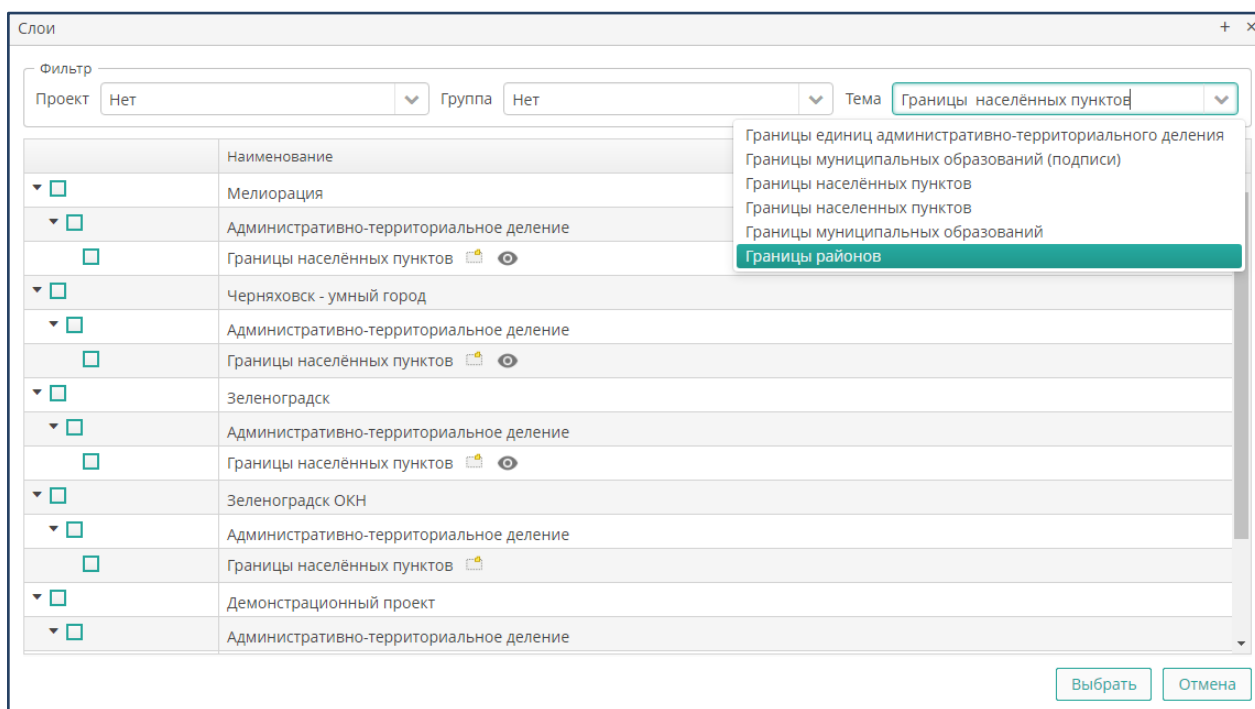 Слои
Фильтр
Проект Нет Группа Нет Тема Границы населённых пунктов
Границы единиц административно-территориального деления
Границы муниципальных образований (подписи)
Границы населённых пунктов
Границы населенных пунктов
Границы муниципальных образований
Границы районов
Наименование
Мелиорация
Административно-территориальное деление
Границы населённых пунктов
Черняховск - умный город
Административно-территориальное деление
Границы населённых пунктов
Зеленоградск
Административно-территориальное деление
Границы населённых пунктов
Зеленоградск ОКН
Административно-территориальное деление
Границы населённых пунктов
Демонстрационный проект
Административно-территориальное деление
Выбрать Отмена